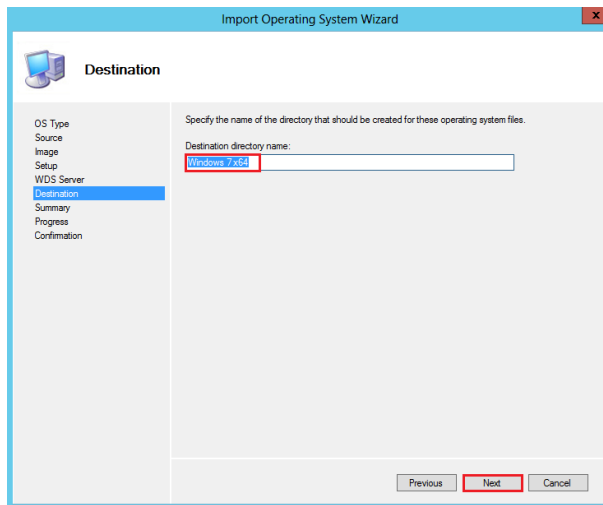 Import Operating System Wizard
x
Destination
OS Type
Source
Image
Setup
WDS Server
Destination
Summary
Progress
Confirmation
Specify the name of the directory that should be created for these operating system files.
Destination directory name:
Windows 7 x64
Previous Next Cancel